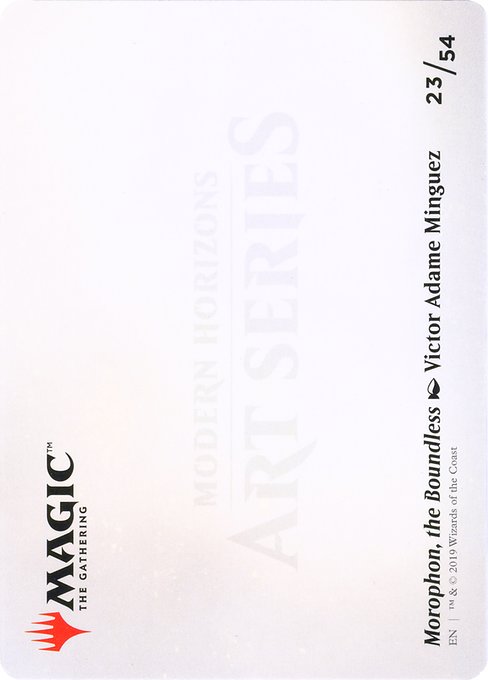 MAGIC™
THE GATHERING
MODERN HORIZONS
ART SERIES
Morophon, the Boundless Victor Adame Minguez
23/54
EN | ™ & © 2019 Wizards of the Coast